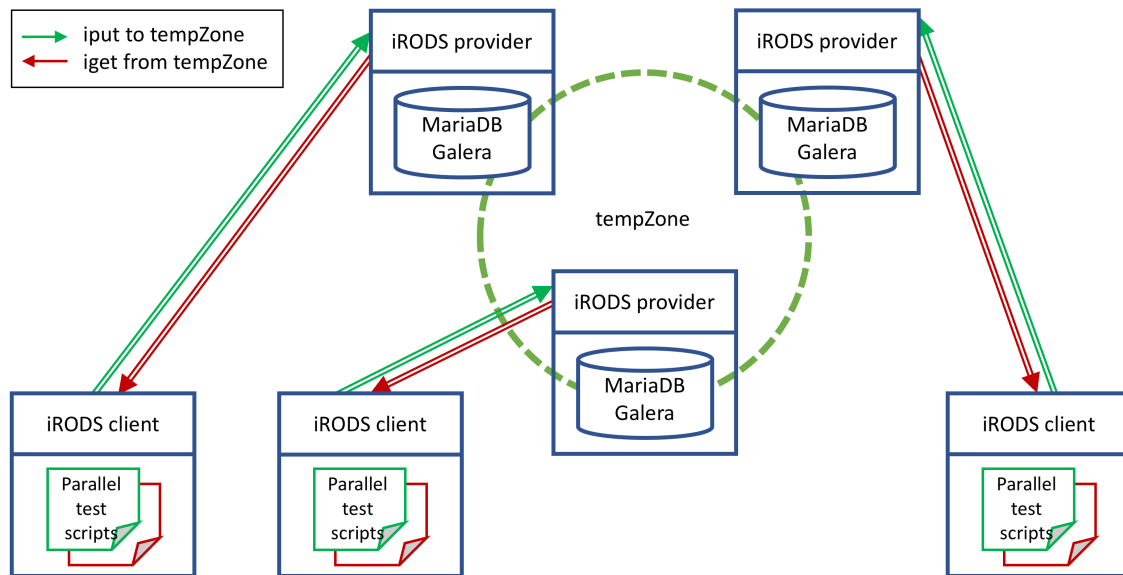 iput to tempZone
iget from tempZone
iRODS provider
MariaDB
Galera
iRODS provider
MariaDB
Galera
tempZone
iRODS provider
MariaDB
Galera
iRODS client
Parallel
test
scripts
iRODS client
Parallel
test
scripts
iRODS client
Parallel
test
scripts